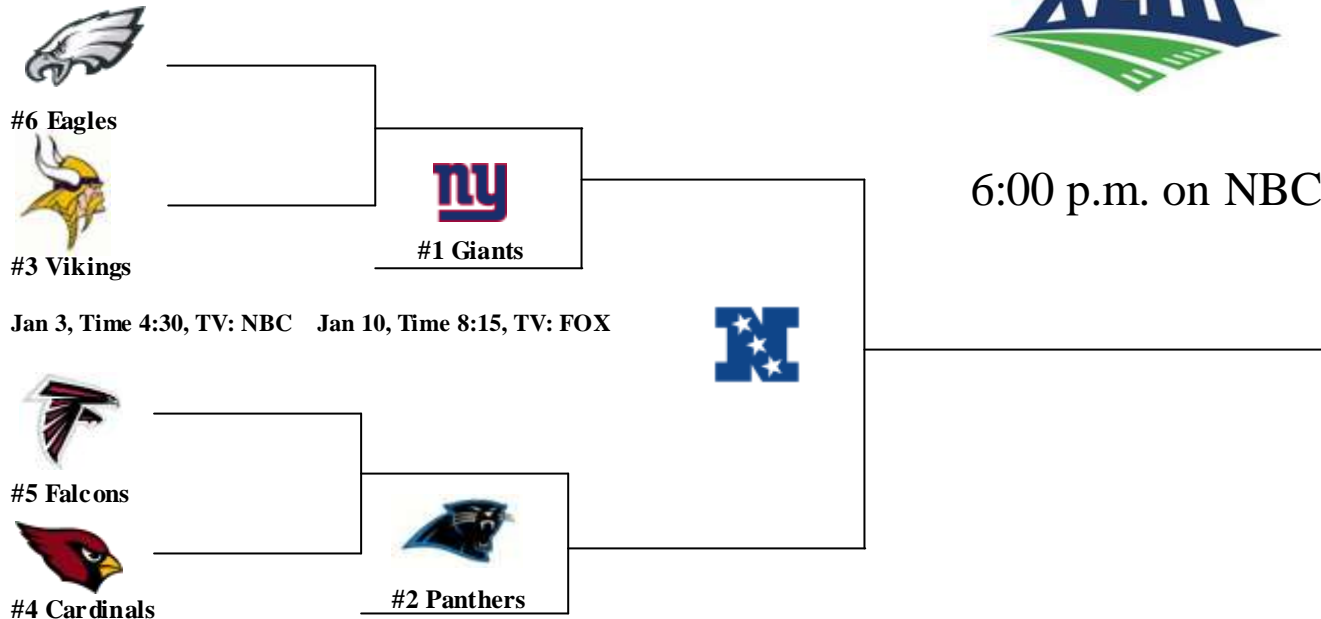 #6 Eagles
6:00 p.m. on NBC
ny
#1 Giants
#3 Vikings
Jan 3, Time 4:30, TV: NBC Jan 10, Time 8:15, TV: FOX
N
#5 Falcons
#2 Panthers
#4 Cardinals